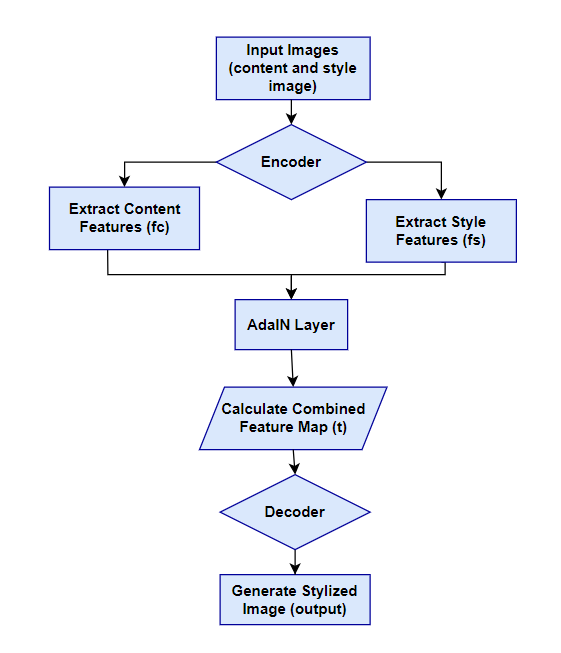 Input Images
(content and style
image)
Encoder
Extract Content
Features (fc)
Extract Style
Features (fs)
AdaIN Layer
Calculate Combined
Feature Map (t)
Decoder
Generate Stylized
Image (output)